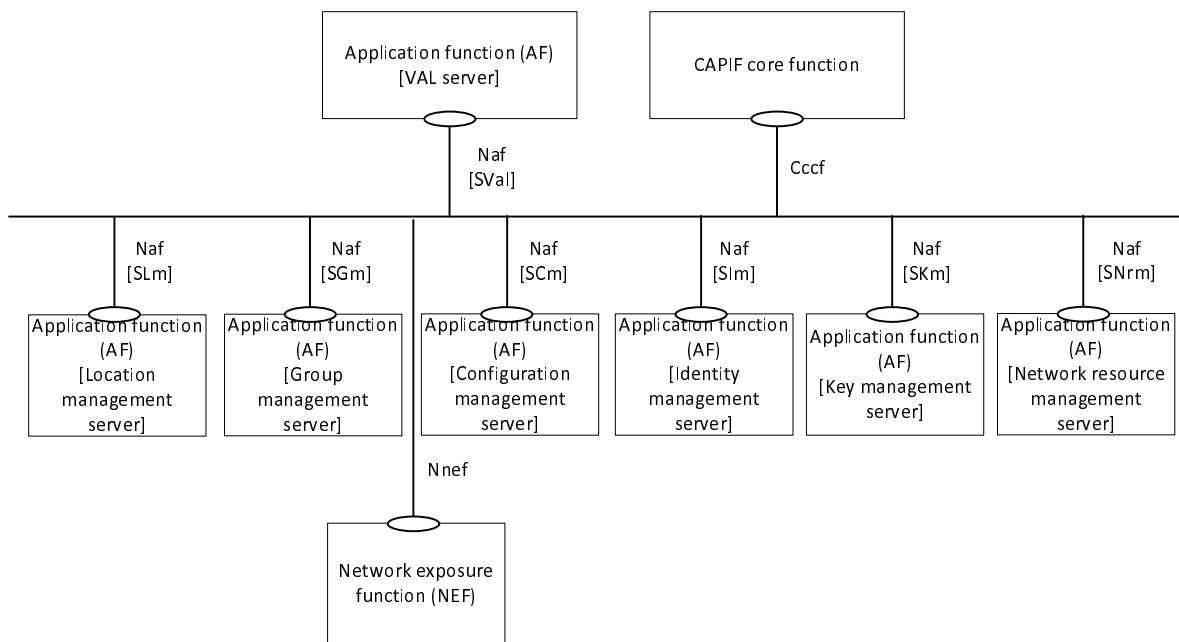 Application function (AF)
[VAL server]
CAPIF core function
Naf
[SVal]
Cccf
Naf
[SLm]
Naf
[SGm]
Naf
[SCm]
Naf
[SIm]
Naf
[SKm]
Naf
[SNrm]
Application function
(AF)
[Location
management
server]
Application function
(AF)
[Group
management
server]
Application function
(AF)
[Configuration
management
server]
Application function
(AF)
[Identity
management
server]
Application function
(AF)
[Key management
server]
Application function
(AF)
[Network resource
management
server]
Nnef
Network exposure
function (NEF)